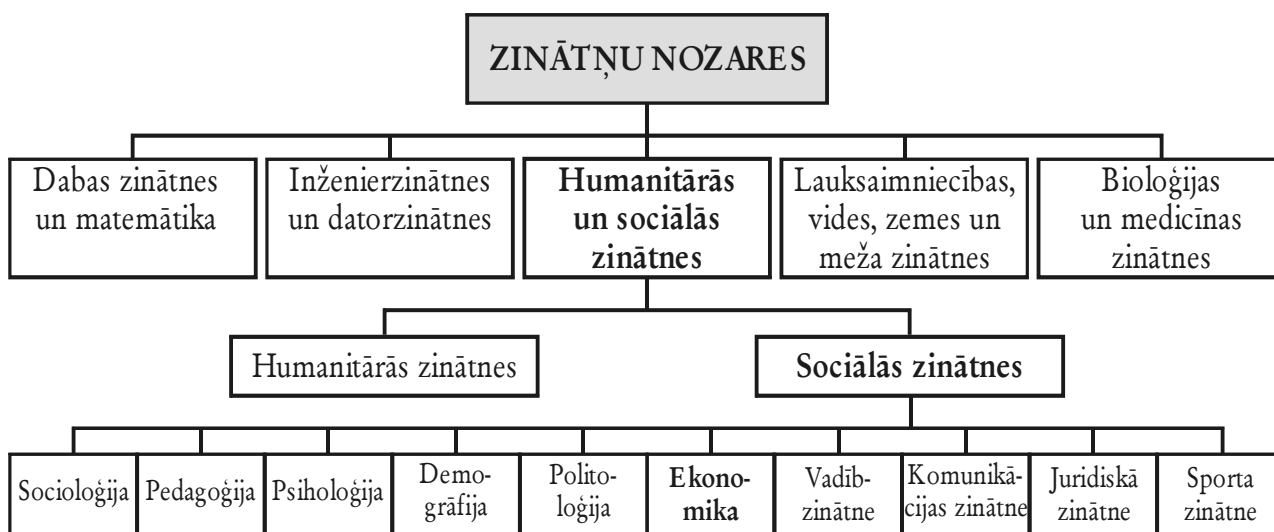 ZINĀTŅU NOZARES
Dabas zinātnes
un matemātika
Inženierzinātnes
un datorzinātnes
Humanitārās
un sociālās
zinātnes
Lauksaimniecības,
vides, zemes un
meža zinātnes
Bioloģijas
un medicīnas
zinātnes
Humanitārās zinātnes
Sociālās zinātnes
Socioloģija
Pedagoģija
Psiholoģija
Demo-
grāfija
Polito-
loģija
Ekono-
mika
Vadīb-
zinātne
Komunikā-
cijas zinātne
Juridiskā
zinātne
Sporta
zinātne